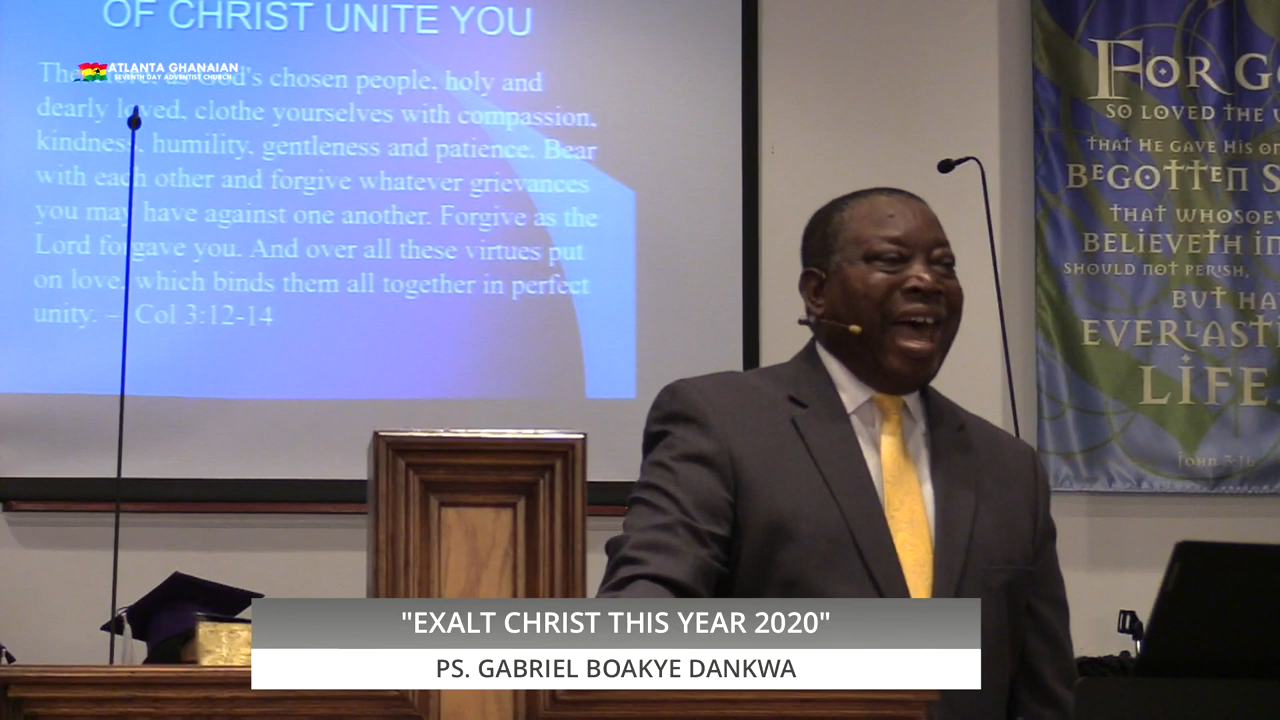 OF CHRIST UNITE YOU
ATLANTA GHANAIAN
SEVENTH DAY ADVENTIST CHURCH
as God's chosen people, holy and
dearly loved, clothe yourselves with compassion,
kindness, humility, gentleness and patience. Bear
with each other and forgive whatever grievances
you may have against one another. Forgive as the
Lord forgave you. And over all these virtues put
on love, which binds them all together in perfect
unity. – Col 3:12-14
FOR
SO LOVED THE
THAT HE GAVE HIS
BEGOTTEN
THAT
BELIEVETH
SHOULD NOT PERISH,
BUT
LIFE.
John 3:16
"EXALT CHRIST THIS YEAR 2020"
PS. GABRIEL BOAKYE DANKWA